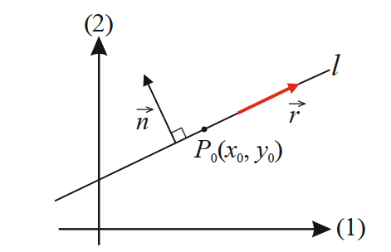 (2)
l
n⃗
r⃗
P₀(x₀, y₀)
(1)